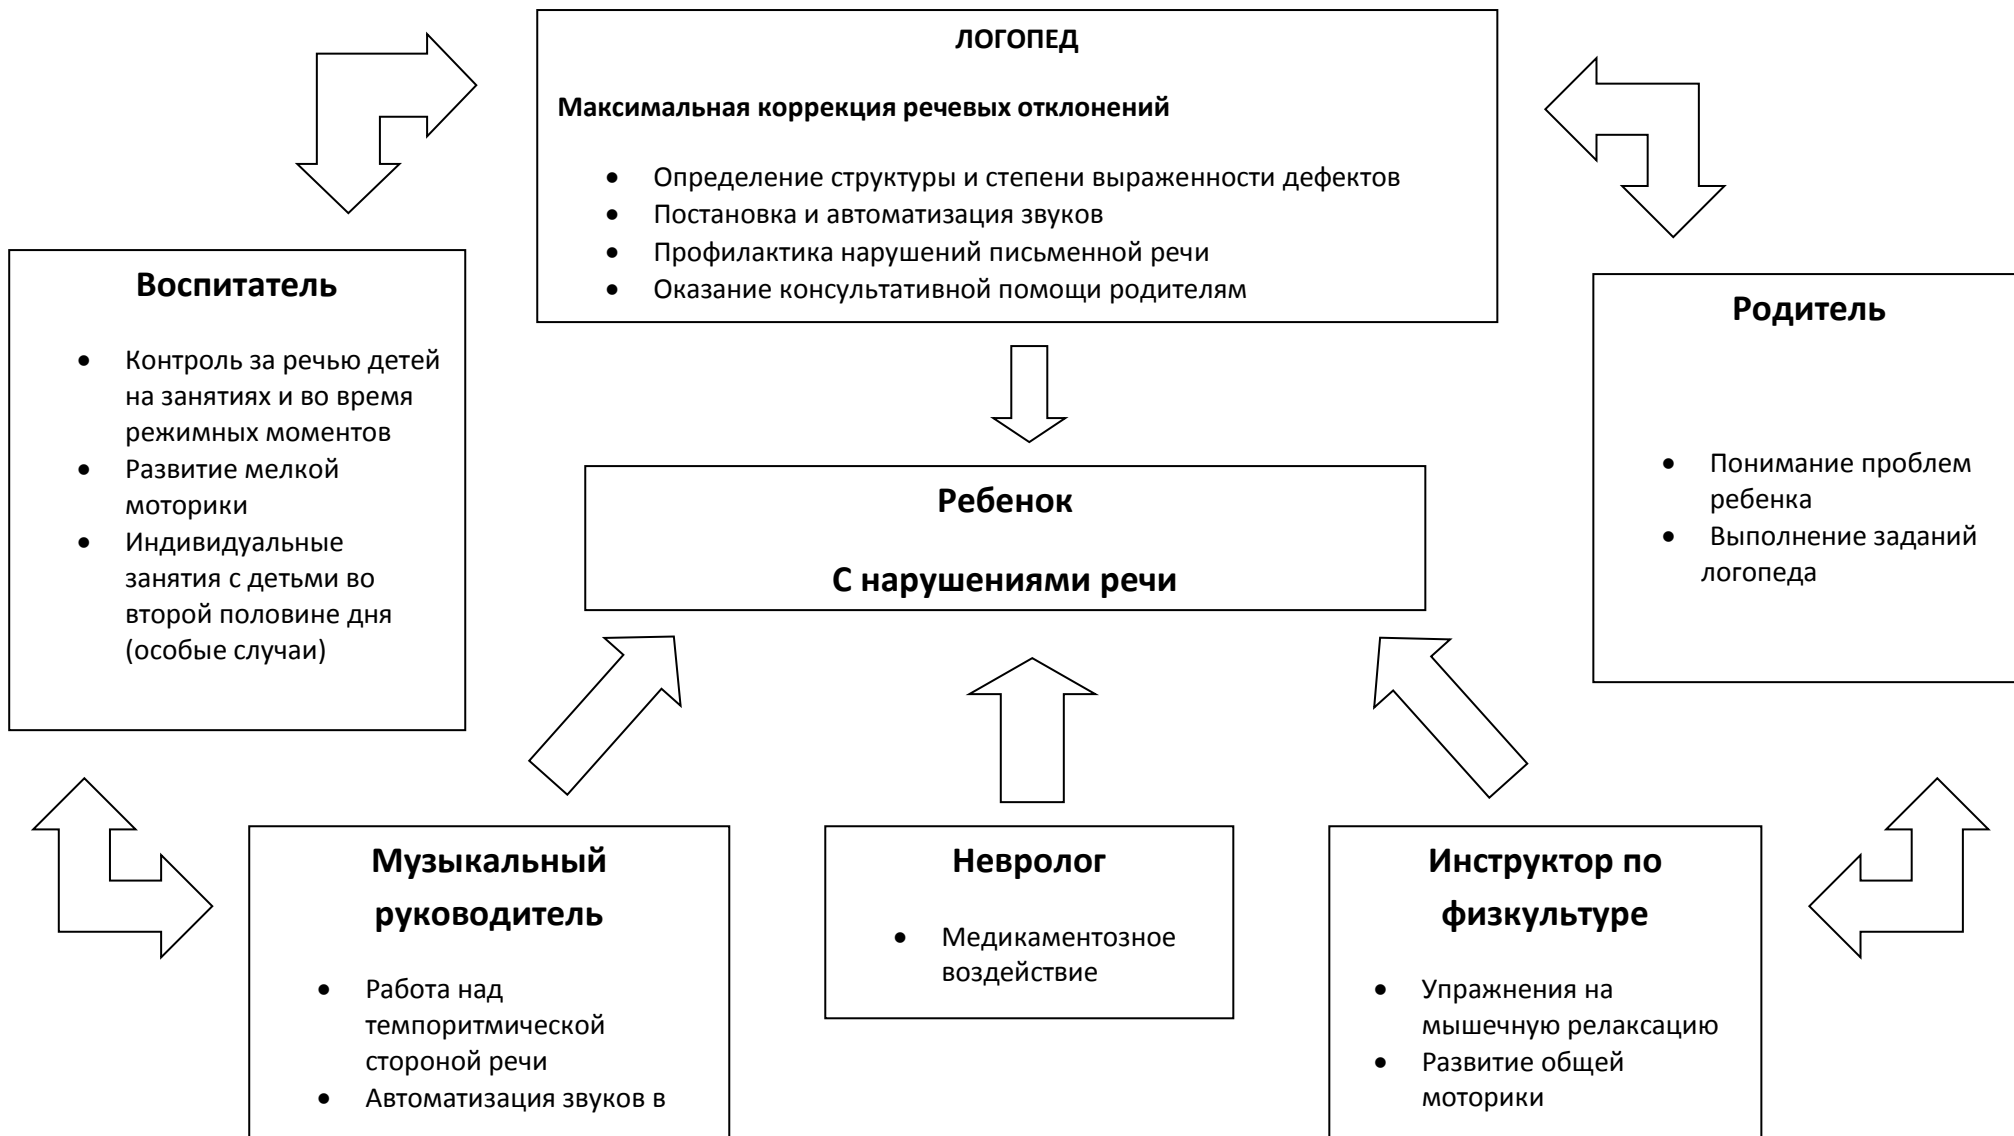 ЛОГОПЕД
Максимальная коррекция речевых отклонений
• Определение структуры и степени выраженности дефектов
• Постановка и автоматизация звуков
• Профилактика нарушений письменной речи
• Оказание консультативной помощи родителям
Воспитатель
• Контроль за речью детей
на занятиях и во время
режимных моментов
• Развитие мелкой
моторики
• Индивидуальные
занятия с детьми во
второй половине дня
(особые случаи)
Родитель
• Понимание проблем
ребенка
• Выполнение заданий
логопеда
Ребенок
С нарушениями речи
Музыкальный
руководитель
• Работа над
темпоритмической
стороной речи
• Автоматизация звуков в
Невролог
• Медикаментозное
воздействие
Инструктор по
физкультуре
• Упражнения на
мышечную релаксацию
• Развитие общей
моторики